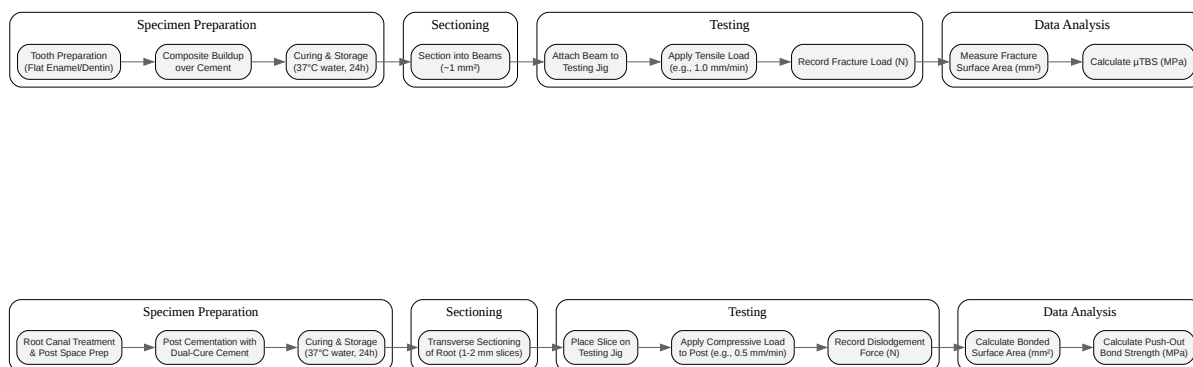 Specimen Preparation
Tooth Preparation
(Flat Enamel/Dentin)
Composite Buildup
over Cement
Curing & Storage
(37°C water, 24h)
Sectioning
Section into Beams
(~1 mm²)
Testing
Attach Beam to
Testing Jig
Apply Tensile Load
(e.g., 1.0 mm/min)
Record Fracture Load (N)
Data Analysis
Measure Fracture
Surface Area (mm²)
Calculate µTBS (MPa)
Specimen Preparation
Root Canal Treatment
& Post Space Prep
Post Cementation with
Dual-Cure Cement
Curing & Storage
(37°C water, 24h)
Sectioning
Transverse Sectioning
of Root (1-2 mm slices)
Testing
Place Slice on
Testing Jig
Apply Compressive Load
to Post (e.g., 0.5 mm/min)
Record Dislodgement
Force (N)
Data Analysis
Calculate Bonded
Surface Area (mm²)
Calculate Push-Out
Bond Strength (MPa)